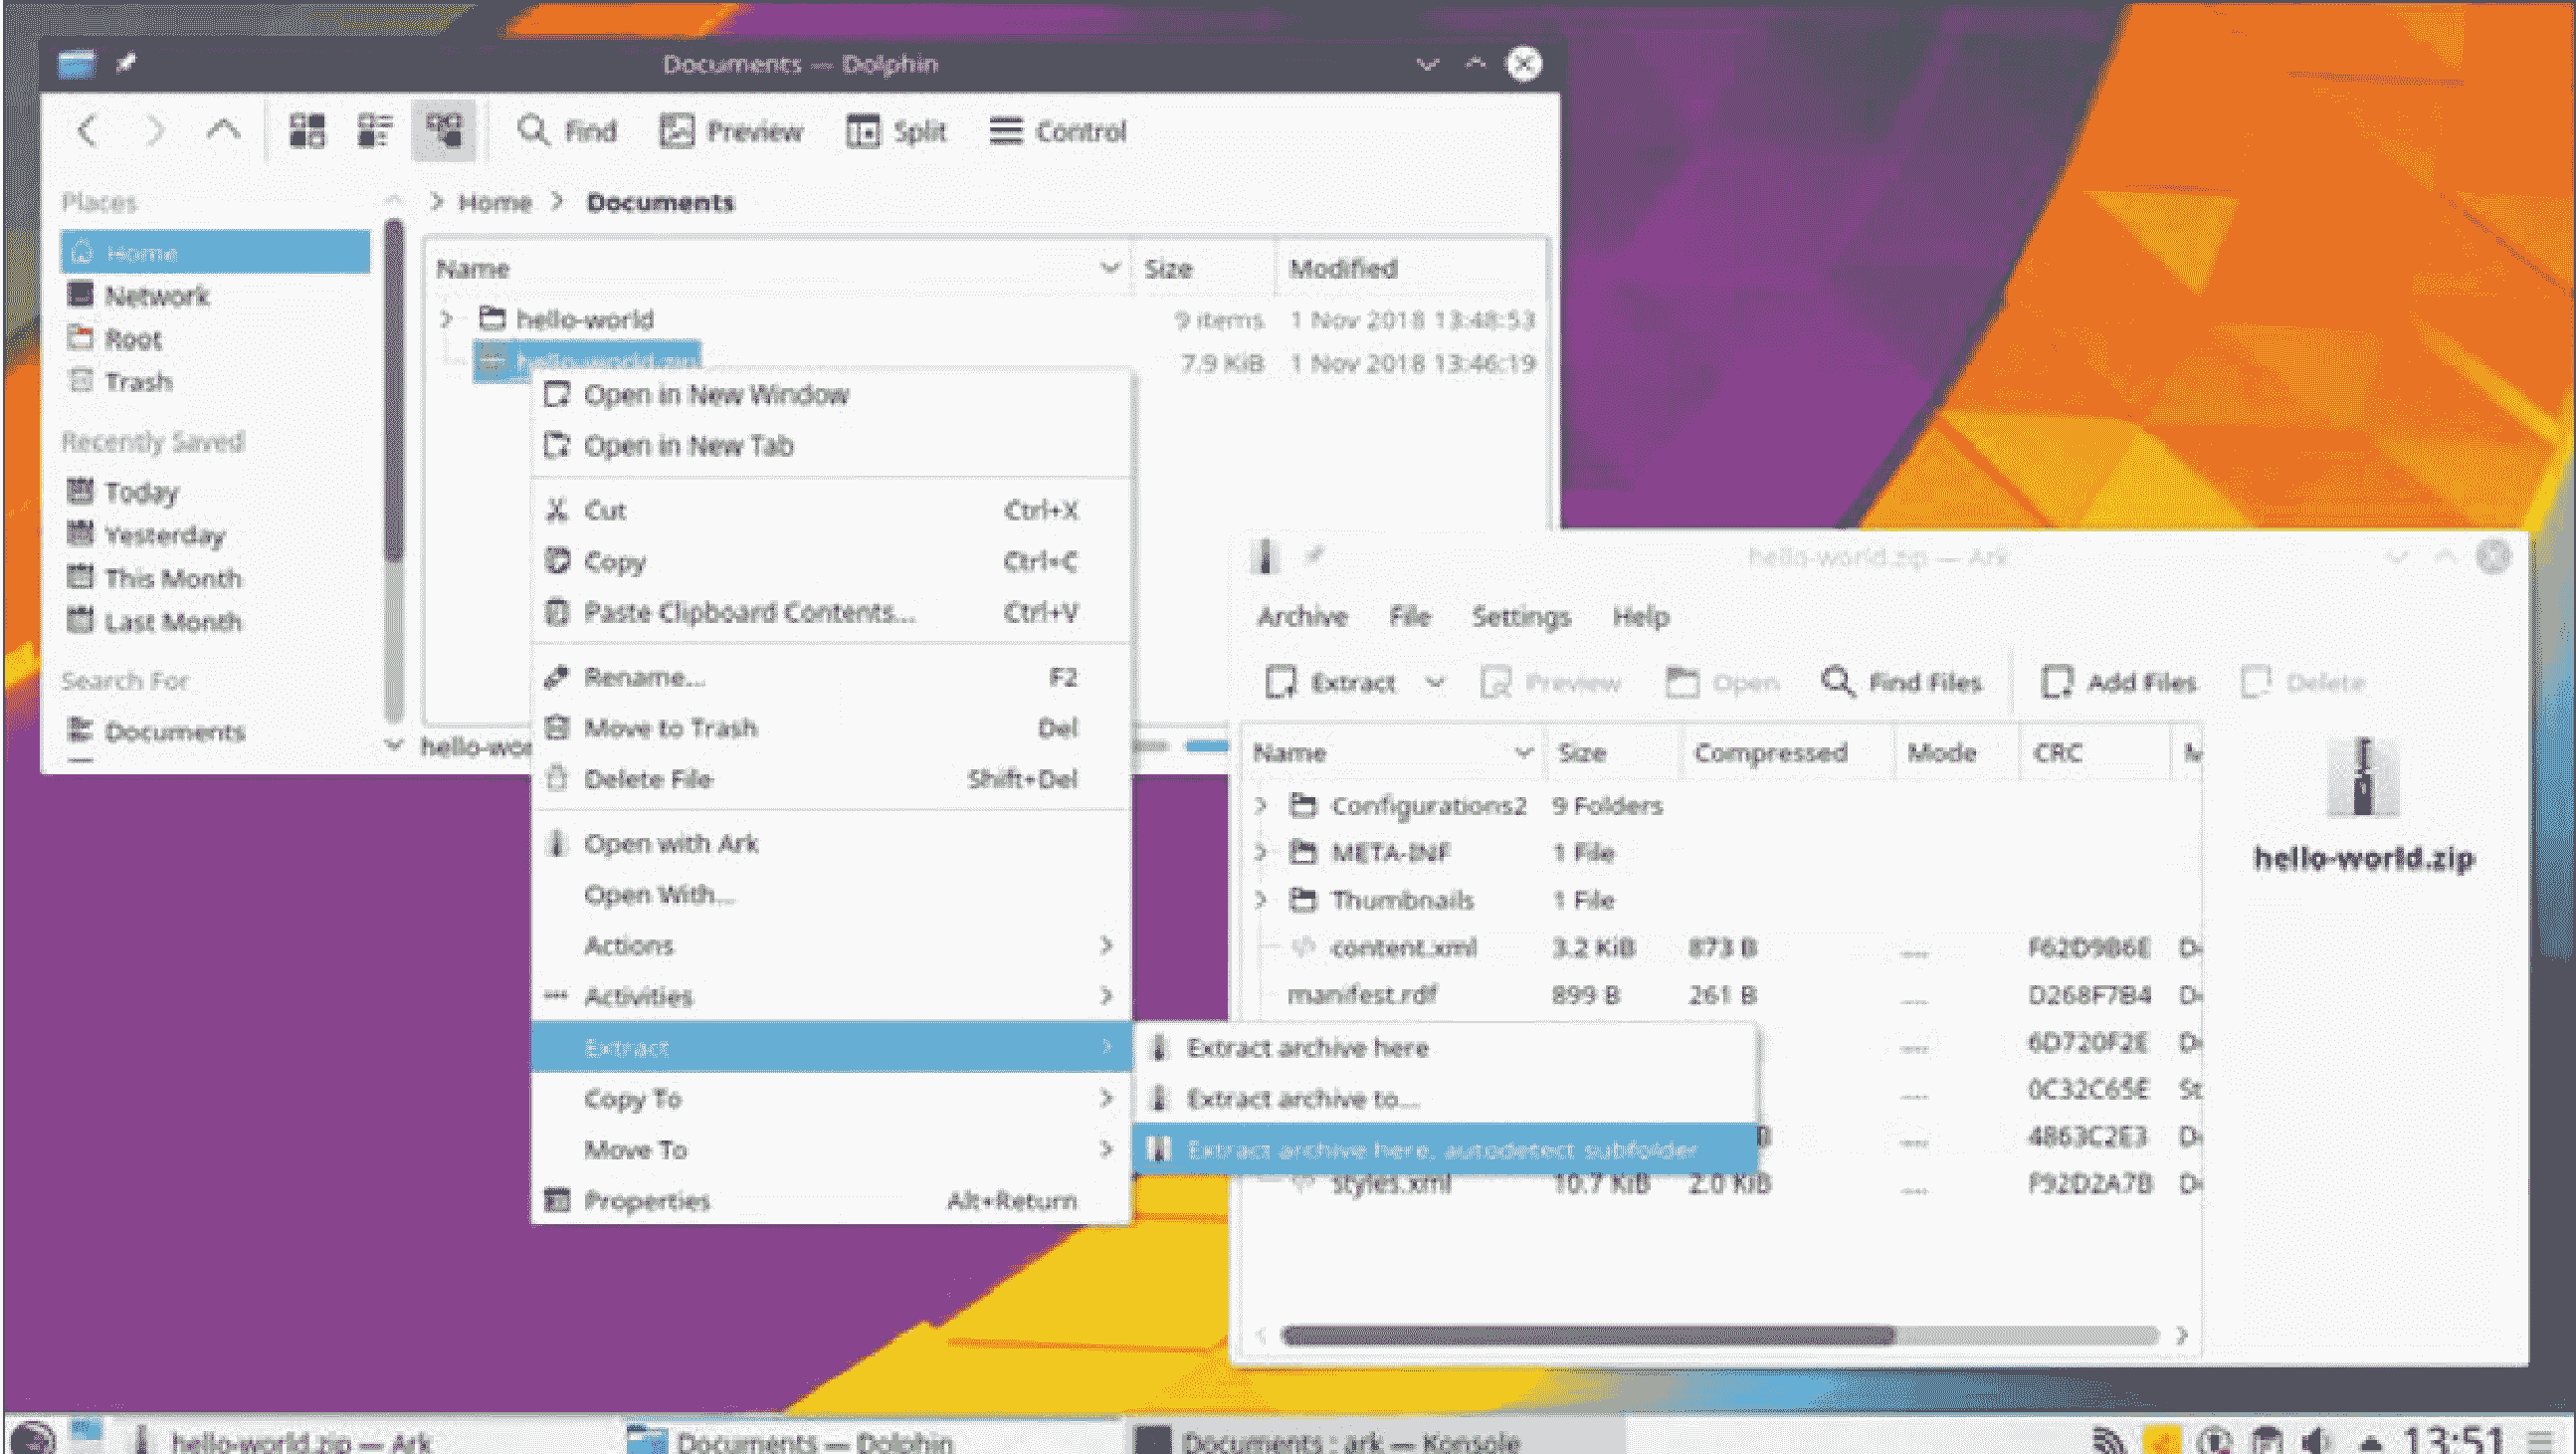 Documents — Dolphin
Find Preview Split Control
Places
Home
Network
Root
Trash
Recently Saved
Today
Yesterday
This Month
Last Month
Search For
Documents
> Home > Documents
Name Size Modified
hello-world 9 items 1 Nov 2018 13:48:53
hello-world.zip 7.9 KiB 1 Nov 2018 13:46:19
hello-wor
Open in New Window
Open in New Tab
Cut Ctrl+X
Copy Ctrl+C
Paste Clipboard Contents... Ctrl+V
Rename... F2
Move to Trash Del
Delete File Shift+Del
Open with Ark
Open With...
Actions
Activities
Extract
Copy To
Move To
Properties Alt+Return
Extract archive here
Extract archive to...
Extract archive here, autodetect subfolder
hello-world.zip — Ark
Archive File Settings Help
Extract Preview Open Find Files Add Files Delete
Name Size Compressed Mode CRC
Configurations2 9 Folders
META-INF 1 File
Thumbnails 1 File
content.xml 3.2 KiB 873 B ---- F62D9B6E D
manifest.rdf 899 B 261 B ---- D268F7B4 D
---- 6D720F2E D
---- 0C32C65E St
B ---- 4863C2E3 D
styles.xml 10.7 KiB 2.0 KiB ---- F92D2A7B D
hello-world.zip
hello-world.zip — Ark
Documents — Dolphin
Documents : ark — Konsole
13:51